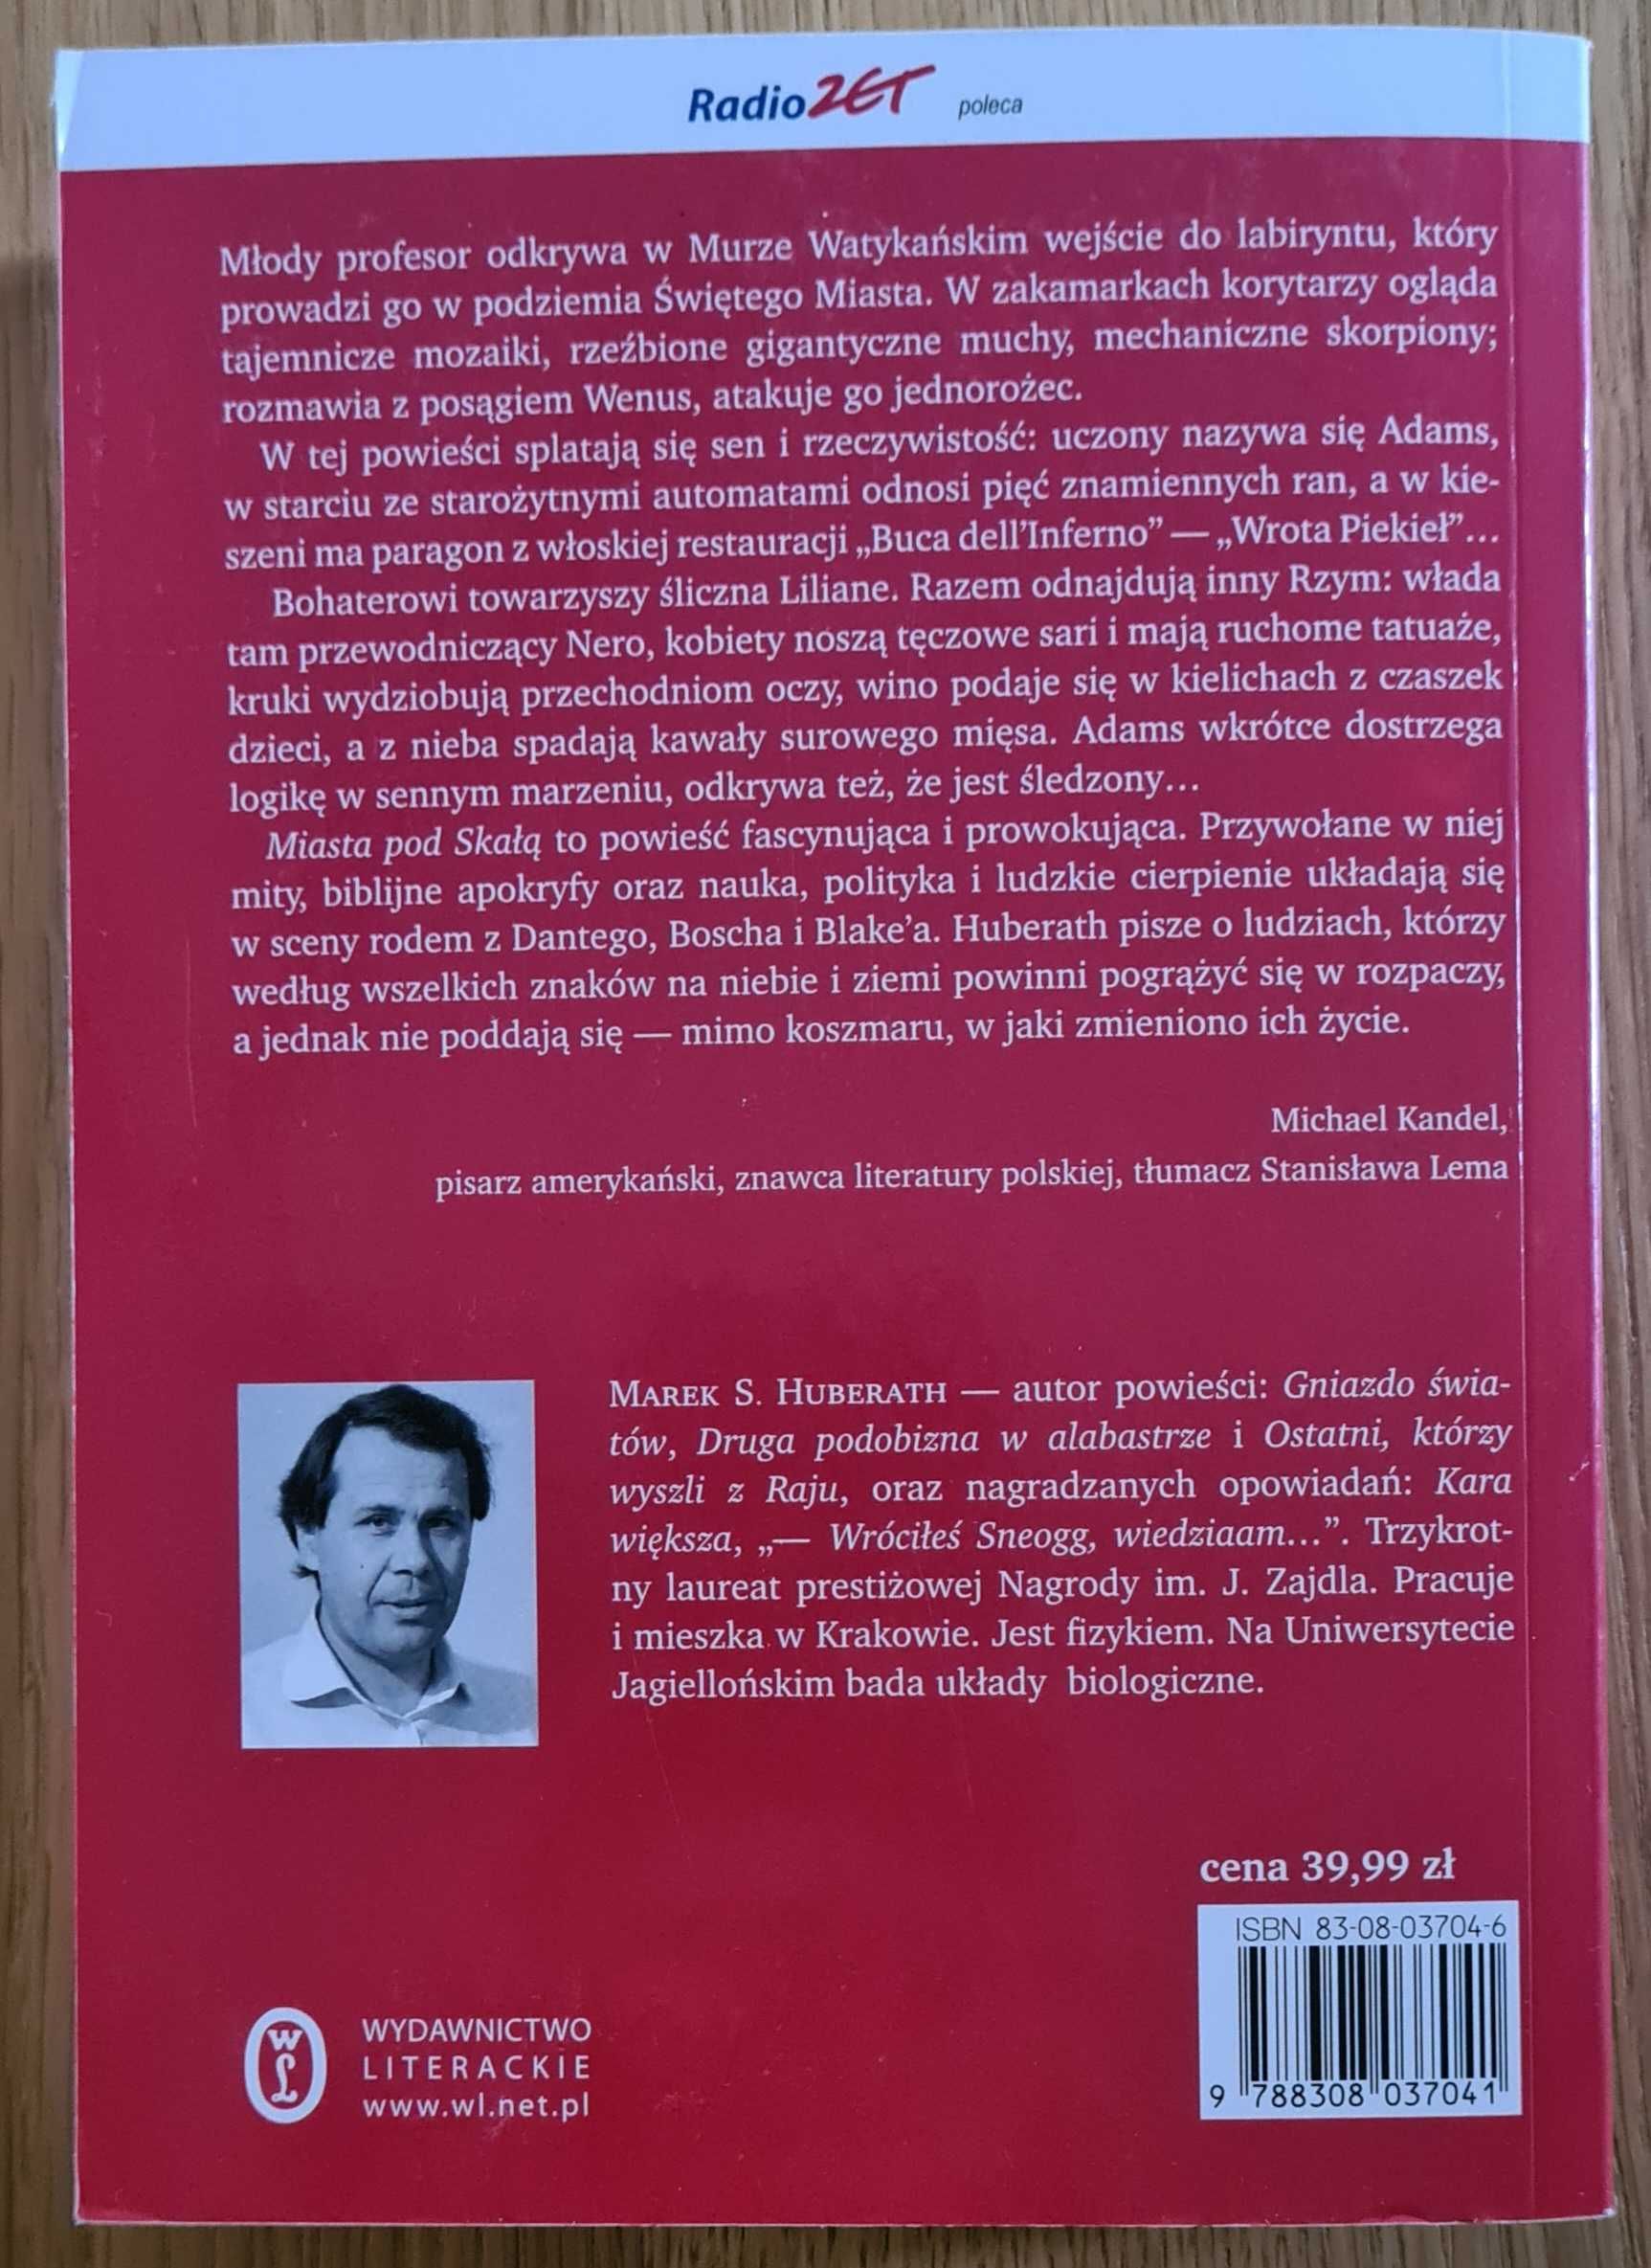 Radio ZET poleca
Młody profesor odkrywa w Murze Watykańskim wejście do labiryntu, który
prowadzi go w podziemia Świętego Miasta. W zakamarkach korytarzy ogląda
tajemnicze mozaiki, rzeźbione gigantyczne muchy, mechaniczne skorpiony;
rozmawia z posągiem Wenus, atakuje go jednorożec.
W tej powieści splatają się sen i rzeczywistość: uczony nazywa się Adams,
w starciu ze starożytnymi automatami odnosi pięć znamiennych ran, a w kie-
szeni ma paragon z włoskiej restauracji „Buca dell’Inferno” — „Wrota Piekieł”...
Bohaterowi towarzyszy śliczna Liliane. Razem odnajdują inny Rzym: włada
tam przewodniczący Nero, kobiety noszą tęczowe sari i mają ruchome tatuaże,
kruki wydziobują przechodniom oczy, wino podaje się w kielichach z czaszek
dzieci, a z nieba spadają kawały surowego mięsa. Adams wkrótce dostrzega
logikę w sennym marzeniu, odkrywa też, że jest śledzony...
Miasta pod Skałą to powieść fascynująca i prowokująca. Przywołane w niej
mity, biblijne apokryfy oraz nauka, polityka i ludzkie cierpienie układają się
w sceny rodem z Dantego, Boscha i Blake’a. Huberath pisze o ludziach, którzy
według wszelkich znaków na niebie i ziemi powinni pogrążyć się w rozpaczy,
a jednak nie poddają się — mimo koszmaru, w jaki zmieniono ich życie.
Michael Kandel,
pisarz amerykański, znawca literatury polskiej, tłumacz Stanisława Lema
MAREK S. HUBERATH — autor powieści: Gniazdo świa-
tów, Druga podobizna w alabastrze i Ostatni, którzy
wyszli z Raju, oraz nagradzanych opowiadań: Kara
większa, „— Wróciłeś Sneogg, wiedziaam...”. Trzykrot-
ny laureat prestiżowej Nagrody im. J. Zajdla. Pracuje
i mieszka w Krakowie. Jest fizykiem. Na Uniwersytecie
Jagiellońskim bada układy biologiczne.
cena 39,99 zł
ISBN 83-08-03704-6
9 788308 037041
WL
WYDAWNICTWO
LITERACKIE
www.wl.net.pl